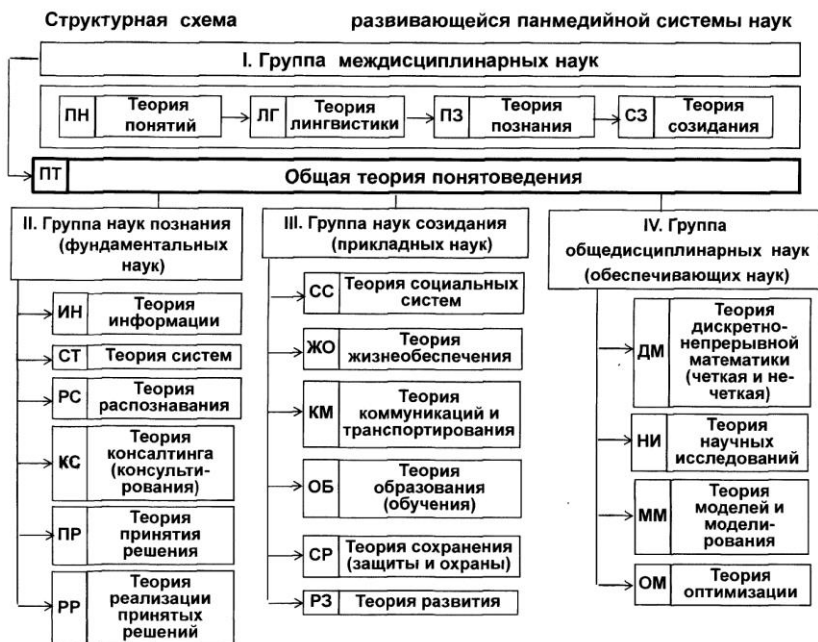 Структурная схема развивающейся панмедийной системы наук
I. Группа междисциплинарных наук
ПН
Теория
понятий
ЛГ
Теория
лингвистики
ПЗ
Теория
познания
СЗ
Теория
созидания
ПТ
Общая теория понятоведения
II. Группа наук познания
(фундаментальных
наук)
ИН
Теория
информации
СТ
Теория систем
РС
Теория
распознавания
КС
Теория
консалтинга
(консульти-
рования)
ПР
Теория
принятия
решения
РР
Теория
реализации
принятых
решений
III. Группа наук созидания
(прикладных наук)
СС
Теория социальных
систем
ЖО
Теория
жизнеобеспечения
КМ
Теория
коммуникаций и
транспортирования
ОБ
Теория
образования
(обучения)
СР
Теория сохранения
(защиты и охраны)
РЗ
Теория развития
IV. Группа
общедисциплинарных наук
(обеспечивающих наук)
ДМ
Теория
дискретно-
непрерывной
математики
(четкая и не-
четкая)
НИ
Теория
научных
исследований
ММ
Теория
моделей и
модели-
рования
ОМ
Теория
оптимизации